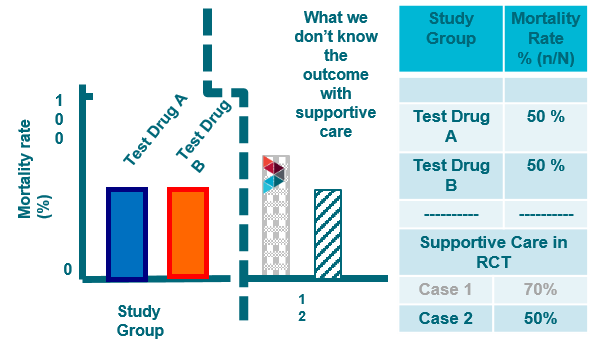 What we
don't know
the
outcome
with
supportive
care
Mortality rate
(%)
1
0
0
0
Test Drug A
Test Drug
B
Study
Group
1
2
Study
Group
Mortality
Rate
% (n/N)
Test Drug
A
50 %
Test Drug
B
50 %
----------
----------
Supportive Care in
RCT
Case 1
70%
Case 2
50%